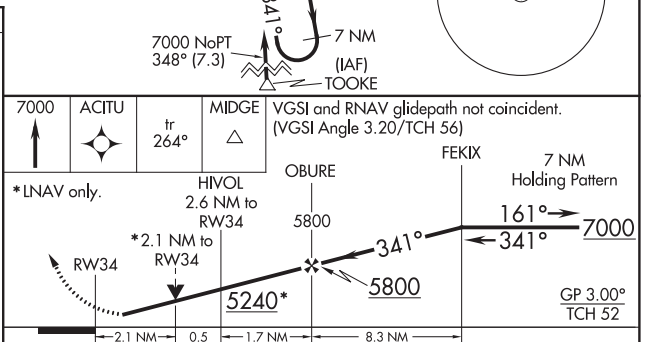 341°
7 NM
7000 NoPT
348° (7.3)
(IAF)
TOOKE
7000
ACITU
tr
264°
MIDGE
VGSI and RNAV glidepath not coincident.
(VGSI Angle 3.20/TCH 56)
*LNAV only.
HIVOL
2.6 NM to
RW34
OBURE
FEKIX
7 NM
Holding Pattern
5800
161°
7000
341°
341°
*2.1 NM to
RW34
RW34
5240*
5800
GP 3.00°
TCH 52
2.1 NM
0.5
1.7 NM
8.3 NM